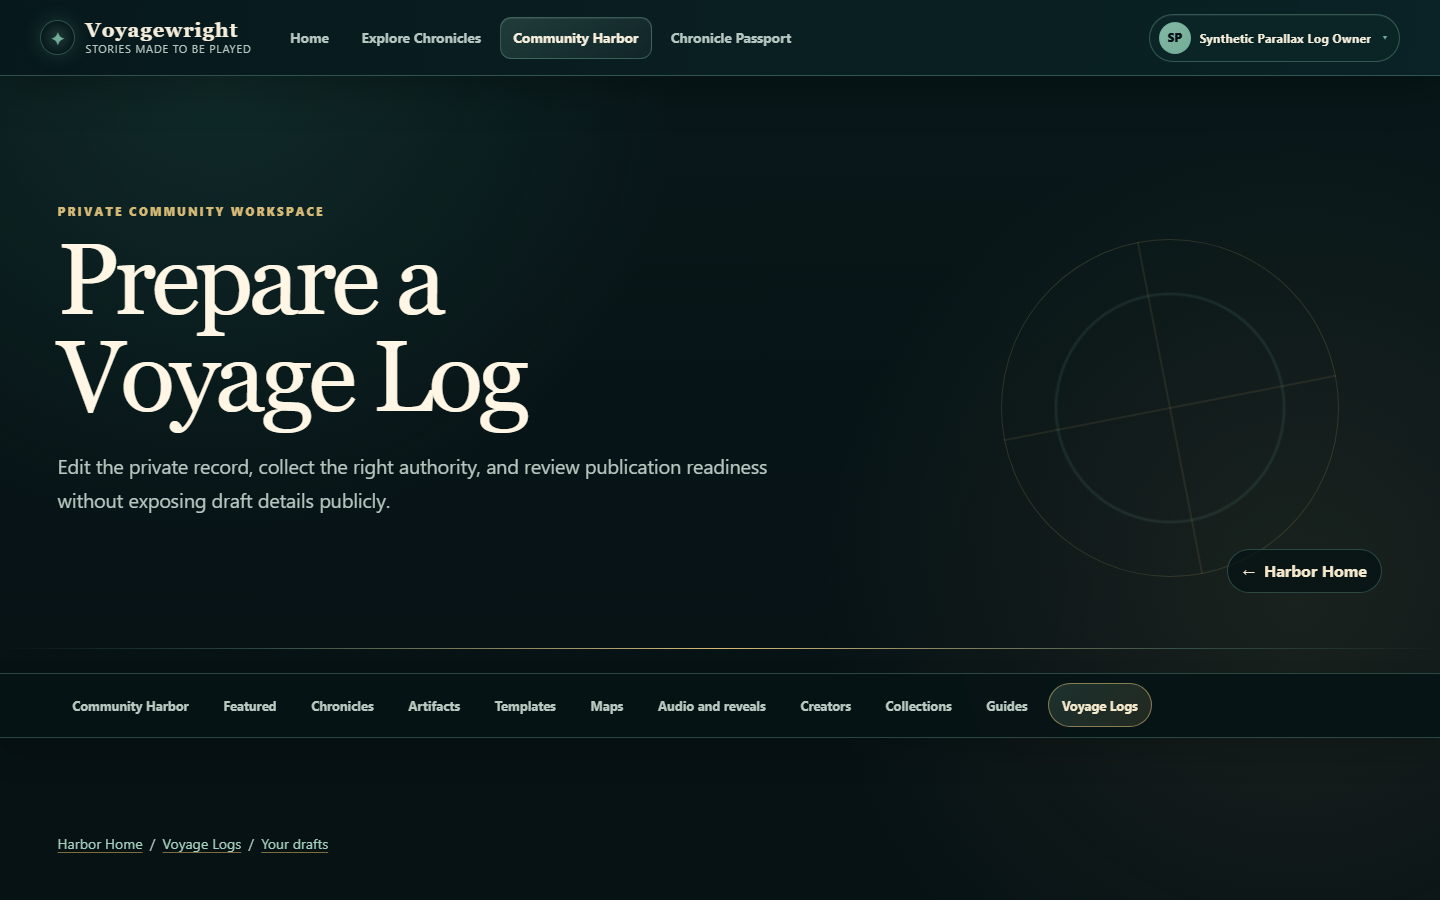 Voyagewright
STORIES MADE TO BE PLAYED
Home
Explore Chronicles
Community Harbor
Chronicle Passport
SP
Synthetic Parallax Log Owner
PRIVATE COMMUNITY WORKSPACE
Prepare a
Voyage Log
Edit the private record, collect the right authority, and review publication readiness
without exposing draft details publicly.
← Harbor Home
Community Harbor
Featured
Chronicles
Artifacts
Templates
Maps
Audio and reveals
Creators
Collections
Guides
Voyage Logs
Harbor Home / Voyage Logs / Your drafts